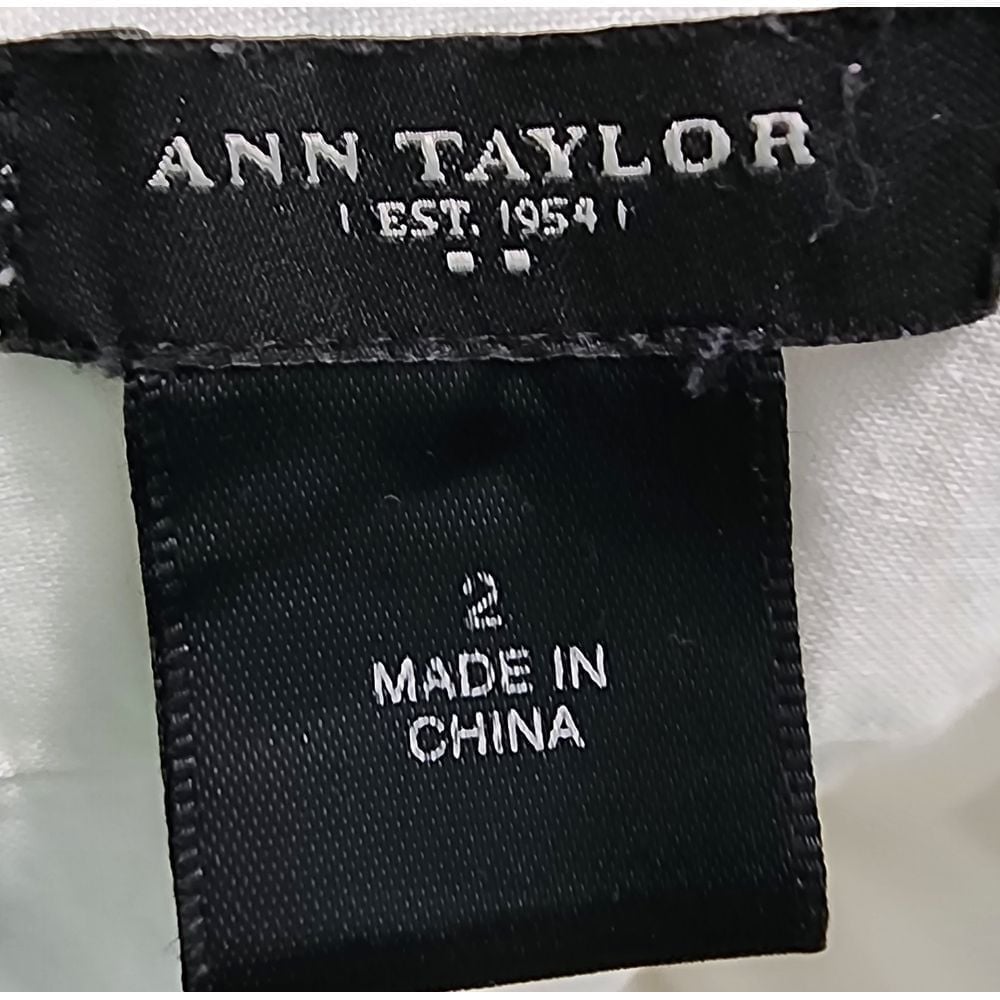 ANN TAYLOR
EST. 1954
2
MADE IN
CHINA